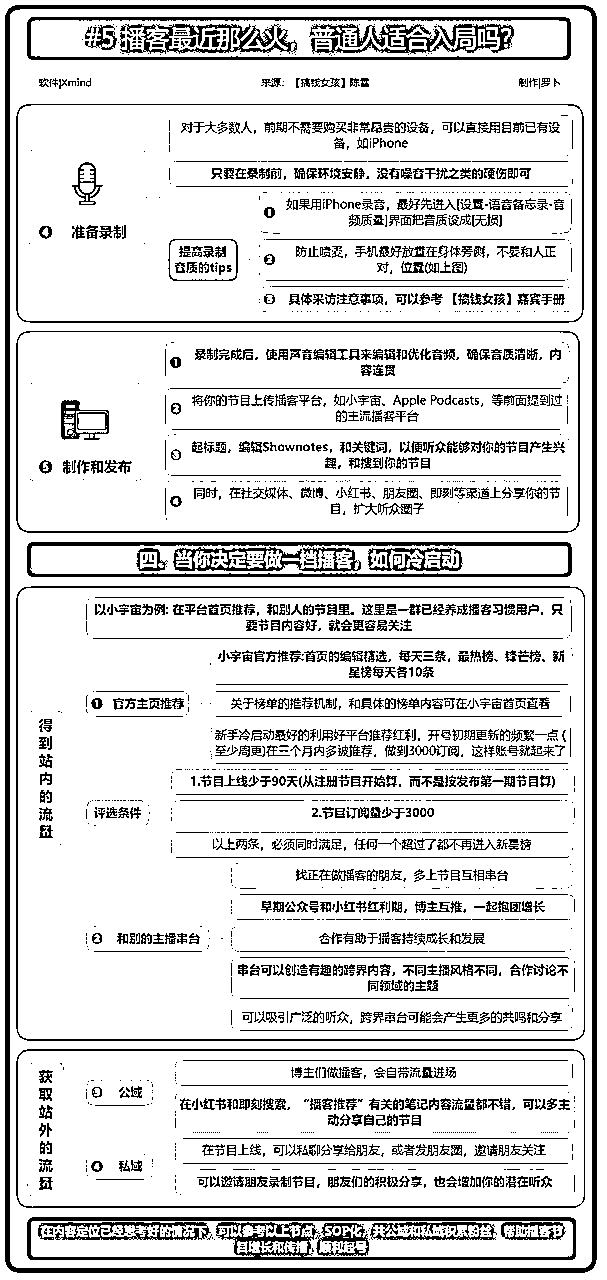 #5 播客最近那么火，普通人适合入局吗？
软件|Xmind
来源：【搞钱女孩】陈雪
制作|罗卜
对于大多数人，前期不需要购买非常昂贵的设备，可以直接用目前已有设
备，如iPhone
只要在录制前，确保环境安静，没有噪音干扰之类的硬伤即可
❹ 准备录制
提高录制
音质的tips
❶ 如果用iPhone录音，最好先进入[设置-语音备忘录-音
频质量]界面把音质设成[无损]
❷ 防止喷麦，手机最好放置在身体旁侧，不要和人正
对，位置(如上图)
❸ 具体采访注意事项，可以参考 【搞钱女孩】嘉宾手册
❺ 制作和发布
❶ 录制完成后，使用声音编辑工具来编辑和优化音频，确保音质清晰，内
容连贯
❷ 将你的节目上传播客平台，如小宇宙、Apple Podcasts，等前面提到过
的主流播客平台
❸ 起标题，编辑Shownotes，和关键词，以便听众能够对你的节目产生兴
趣，和搜到你的节目
❹ 同时，在社交媒体、微博、小红书、朋友圈、即刻等渠道上分享你的节
目，扩大听众圈子
四、当你决定要做一档播客，如何冷启动
得到站内的流量
以小宇宙为例: 在平台首页推荐，和别人的节目里。这里是一群已经养成播客习惯用户，只
要节目内容好，就会更容易关注
❶ 官方主页推荐
小宇宙官方推荐:首页的编辑精选，每天三条，最热榜、锋芒榜、新
星榜每天各10条
关于榜单的推荐机制，和具体的榜单内容可在小宇宙首页查看
新手冷启动最好的利用好平台推荐红利，开号初期更新的频繁一点 (
至少周更)在三个月内多被推荐，做到3000订阅，这样账号就起来了
评选条件
1.节目上线少于90天(从注册节目开始算，而不是按发布第一期节目算)
2.节目订阅量少于3000
以上两条，必须同时满足，任何一个超过了都不再进入新星榜
❷ 和别的主播串台
找正在做播客的朋友，多上节目互相串台
早期公众号和小红书红利期，博主互推，一起抱团增长
合作有助于播客持续成长和发展
串台可以创造有趣的跨界内容，不同主播风格不同，合作讨论不
同领域的主题
可以吸引广泛的听众，跨界串台可能会产生更多的共鸣和分享
获取站外的流量
❸ 公域
博主们做播客，会自带流量进场
在小红书和即刻搜索，“播客推荐”有关的笔记内容流量都不错，可以多主
动分享自己的节目
❹ 私域
在节目上线，可以私聊分享给朋友，或者发朋友圈，邀请朋友关注
可以邀请朋友录制节目，朋友们的积极分享，也会增加你的潜在听众
在内容定位已经思考好的情况下，可以参考以上节点，SOP化，从公域和私域积累粉丝，帮助播客节
目增长和传播，顺利起号